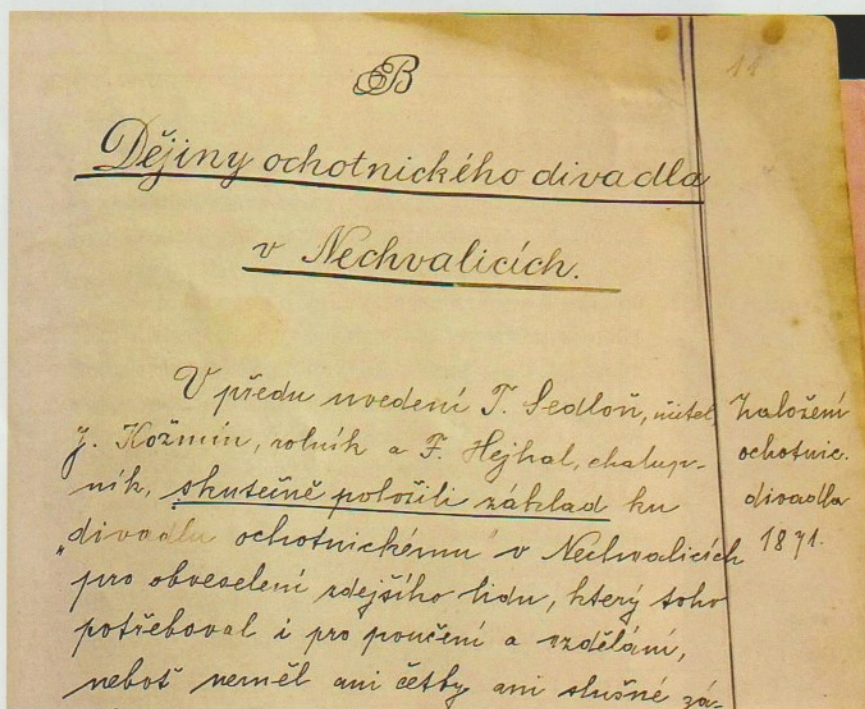 B
11
Dějiny ochotnického divadla
v Nechvalicích.
V předu uvedení T. Sedloň, učitel
J. Kožmín, rolník a F. Hejhal, chalup-
ník, skutečně položili základ ku
„divadlu ochotnickému" v Nechvalicích
pro obveselení zdejšího lidu, který toho
potřeboval i pro poučení a vzdělání,
neboť neměl ani četby ani slušné zá-
Založení
ochotnic.
divadla
1871.